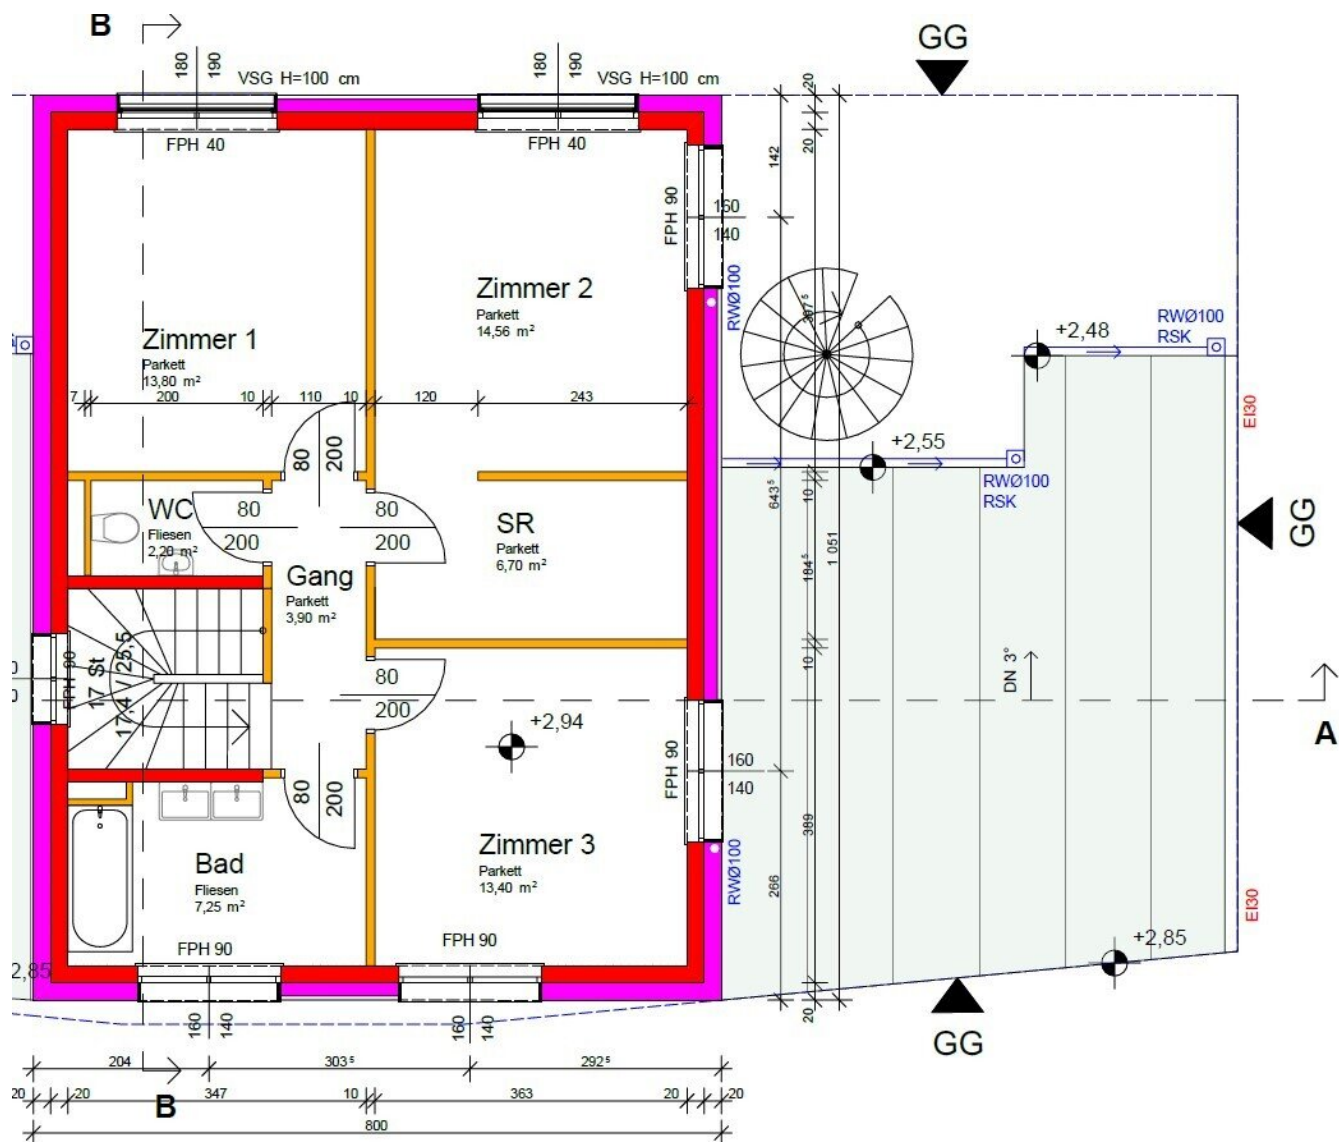 B
GG
180
190
VSG H=100 cm
180
190
VSG H=100 cm
20
20
142
FPH 40
FPH 40
FPH 90
160
140
RWØ100
Zimmer 2
Parkett
14,56 m²
Zimmer 1
Parkett
13,80 m²
+2,48
RWØ100
RSK
EI30
7
200
10
110
10
120
243
80
200
+2,55
RWØ100
RSK
WC
Fliesen
2,20 m²
80
200
80
200
SR
Parkett
6,70 m²
643⁵
10
184⁵
1 051
GG
Gang
Parkett
3,90 m²
FPH 90
17 St
17,4 / 25,5
80
200
10
DN 3°
+2,94
A
FPH 90
160
140
80
200
389
Bad
Fliesen
7,25 m²
Zimmer 3
Parkett
13,40 m²
RWØ100
266
EI30
FPH 90
FPH 90
2,85
+2,85
160
140
160
140
20
GG
204
303⁵
292⁵
20
20
347
10
363
20
20
B
800